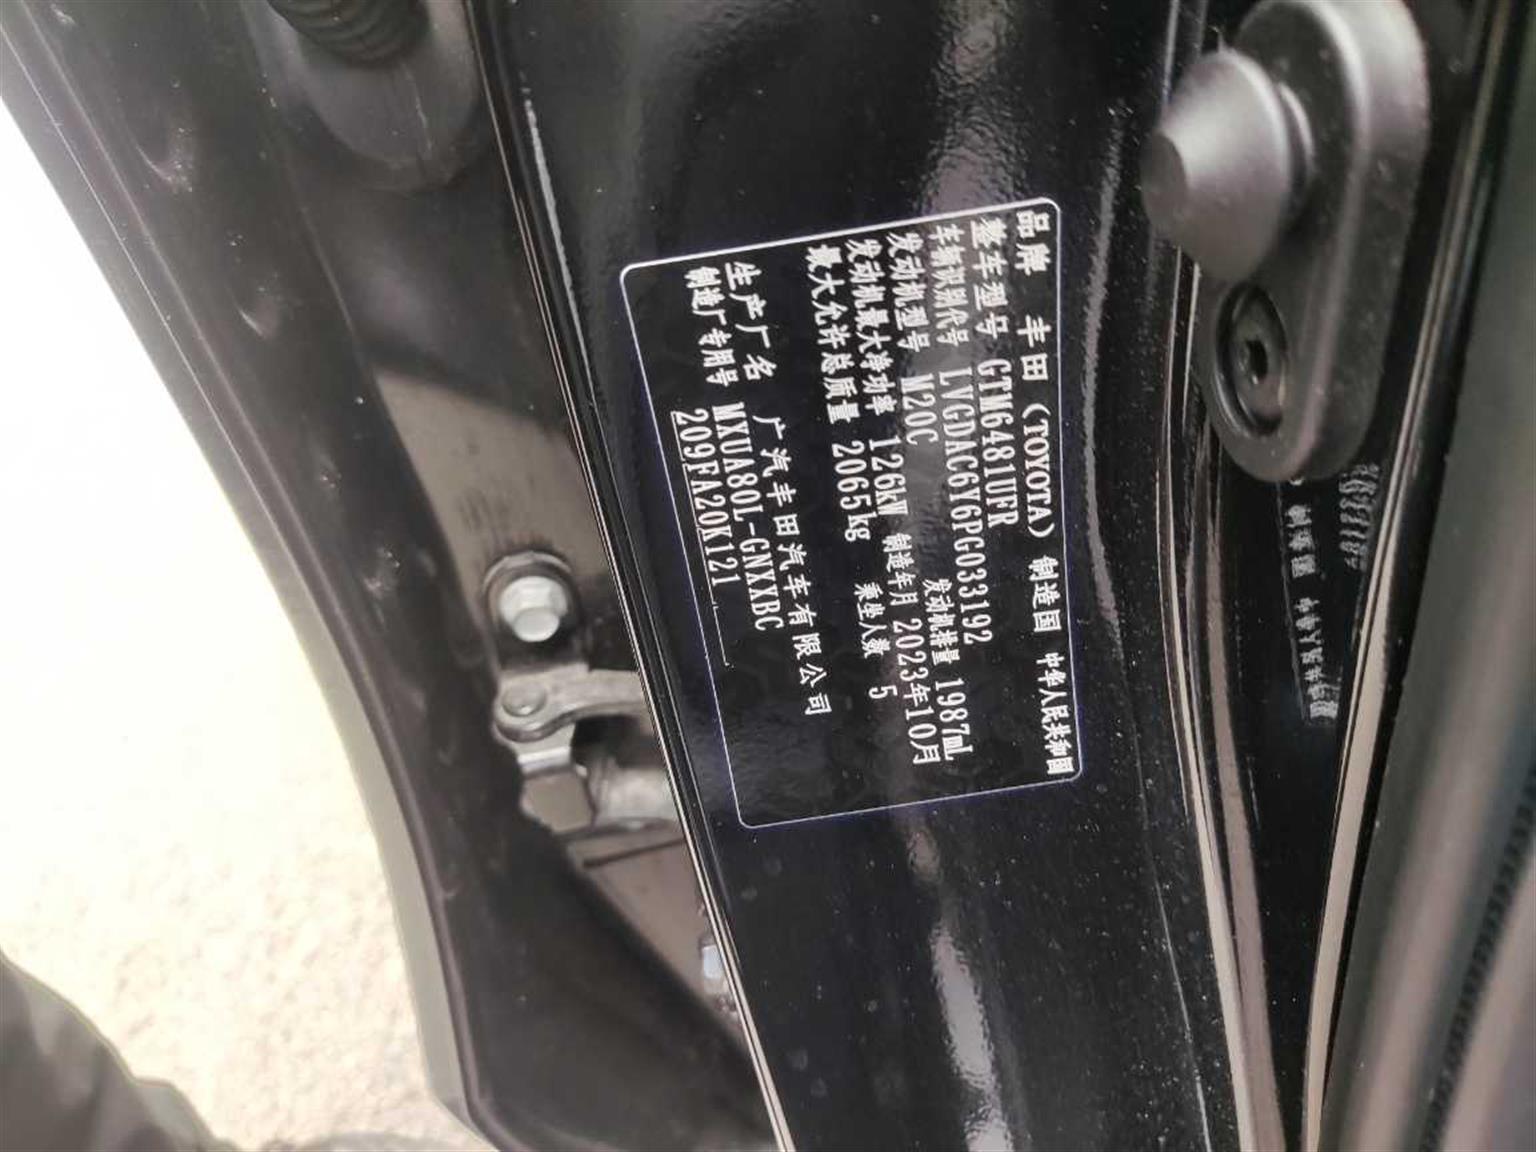 品牌 丰田（TOYOTA） 制造国 中华人民共和国
整车型号 GTM6481UFR
车辆识别代号 LVGDAC6Y6PG033192
发动机型号 M20C 发动机排量 1987mL
发动机最大净功率 126kW 制造年月 2023年10月
最大允许总质量 2065kg 乘坐人数 5
生产厂名 广汽丰田汽车有限公司
制造厂专用号 MXUA80L-GNXXBC
209FA20K121